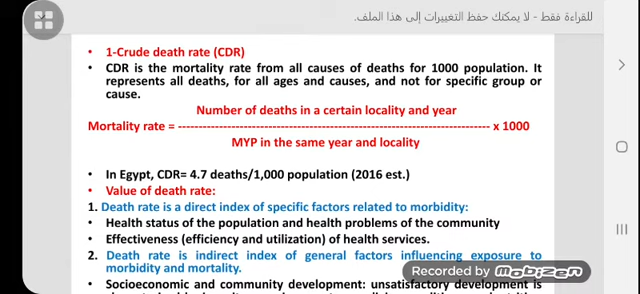 للقراءة فقط - لا يمكنك حفظ التغييرات إلى هذا الملف.
• 1-Crude death rate (CDR)
• CDR is the mortality rate from all causes of deaths for 1000 population. It
represents all deaths, for all ages and causes, and not for specific group or
cause.
Number of deaths in a certain locality and year
Mortality rate = ------------------------------------------------------------------------------ x 1000
MYP in the same year and locality
• In Egypt, CDR= 4.7 deaths/1,000 population (2016 est.)
• Value of death rate:
1. Death rate is a direct index of specific factors related to morbidity:
• Health status of the population and health problems of the community
• Effectiveness (efficiency and utilization) of health services.
2. Death rate is indirect index of general factors influencing exposure to
morbidity and mortality.
• Socioeconomic and community development: unsatisfactory development is
Recorded by mobizen